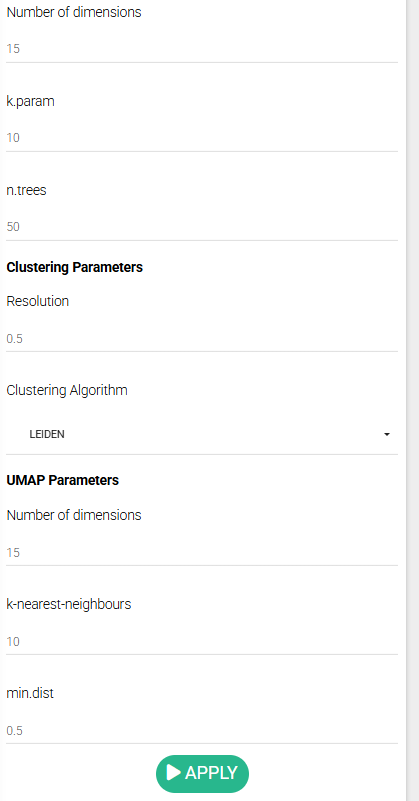 Number of dimensions
15
k.param
10
n.trees
50
Clustering Parameters
Resolution
0.5
Clustering Algorithm
LEIDEN
UMAP Parameters
Number of dimensions
15
k-nearest-neighbours
10
min.dist
0.5
APPLY